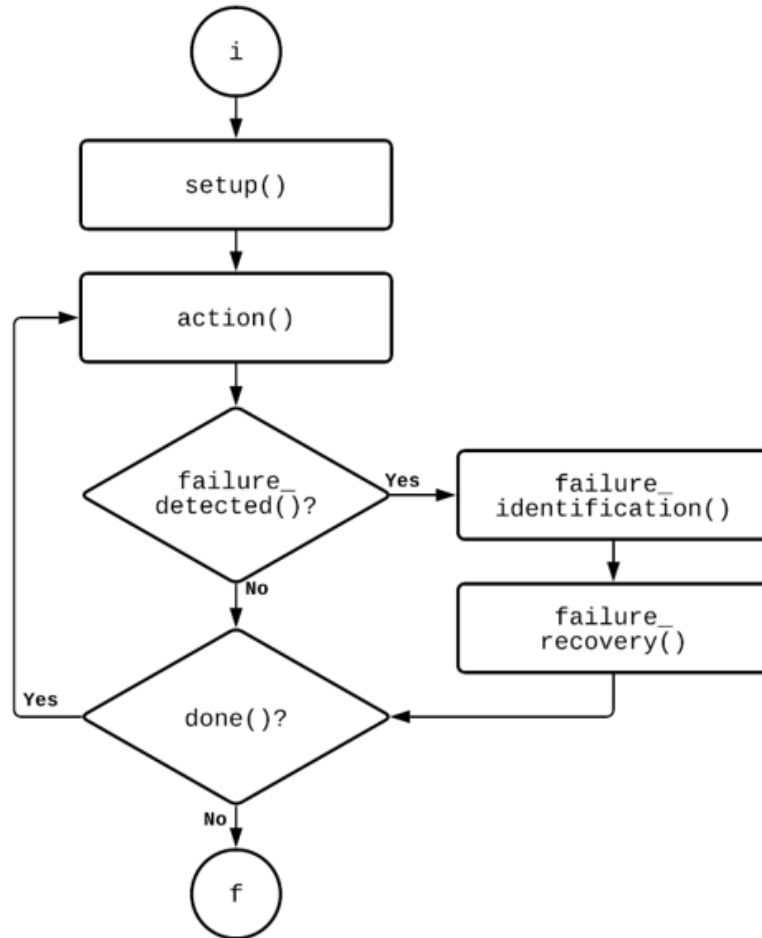 i
setup()
action()
failure_
detected()?
Yes
failure_
identification()
No
failure_
recovery()
Yes
done()?
No
f